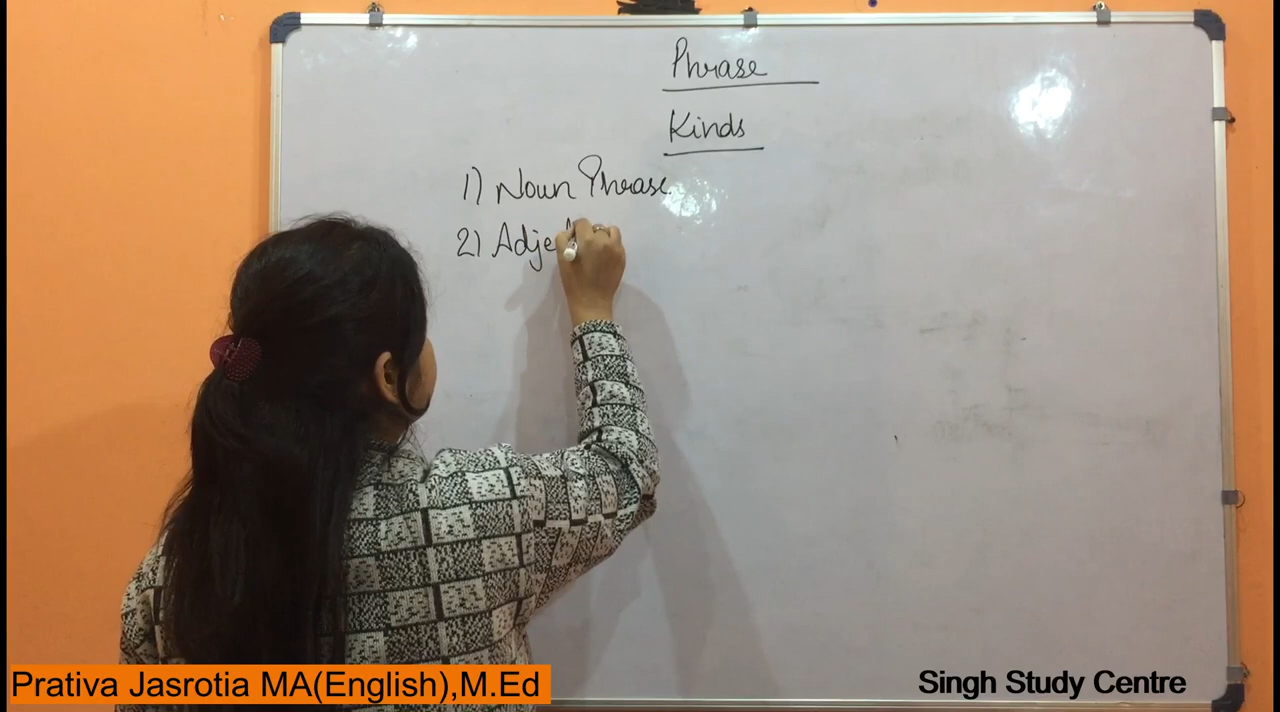 Phrase
Kinds
1) Noun Phrase
2) Adje
Prativa Jasrotia MA(English),M.Ed
Singh Study Centre